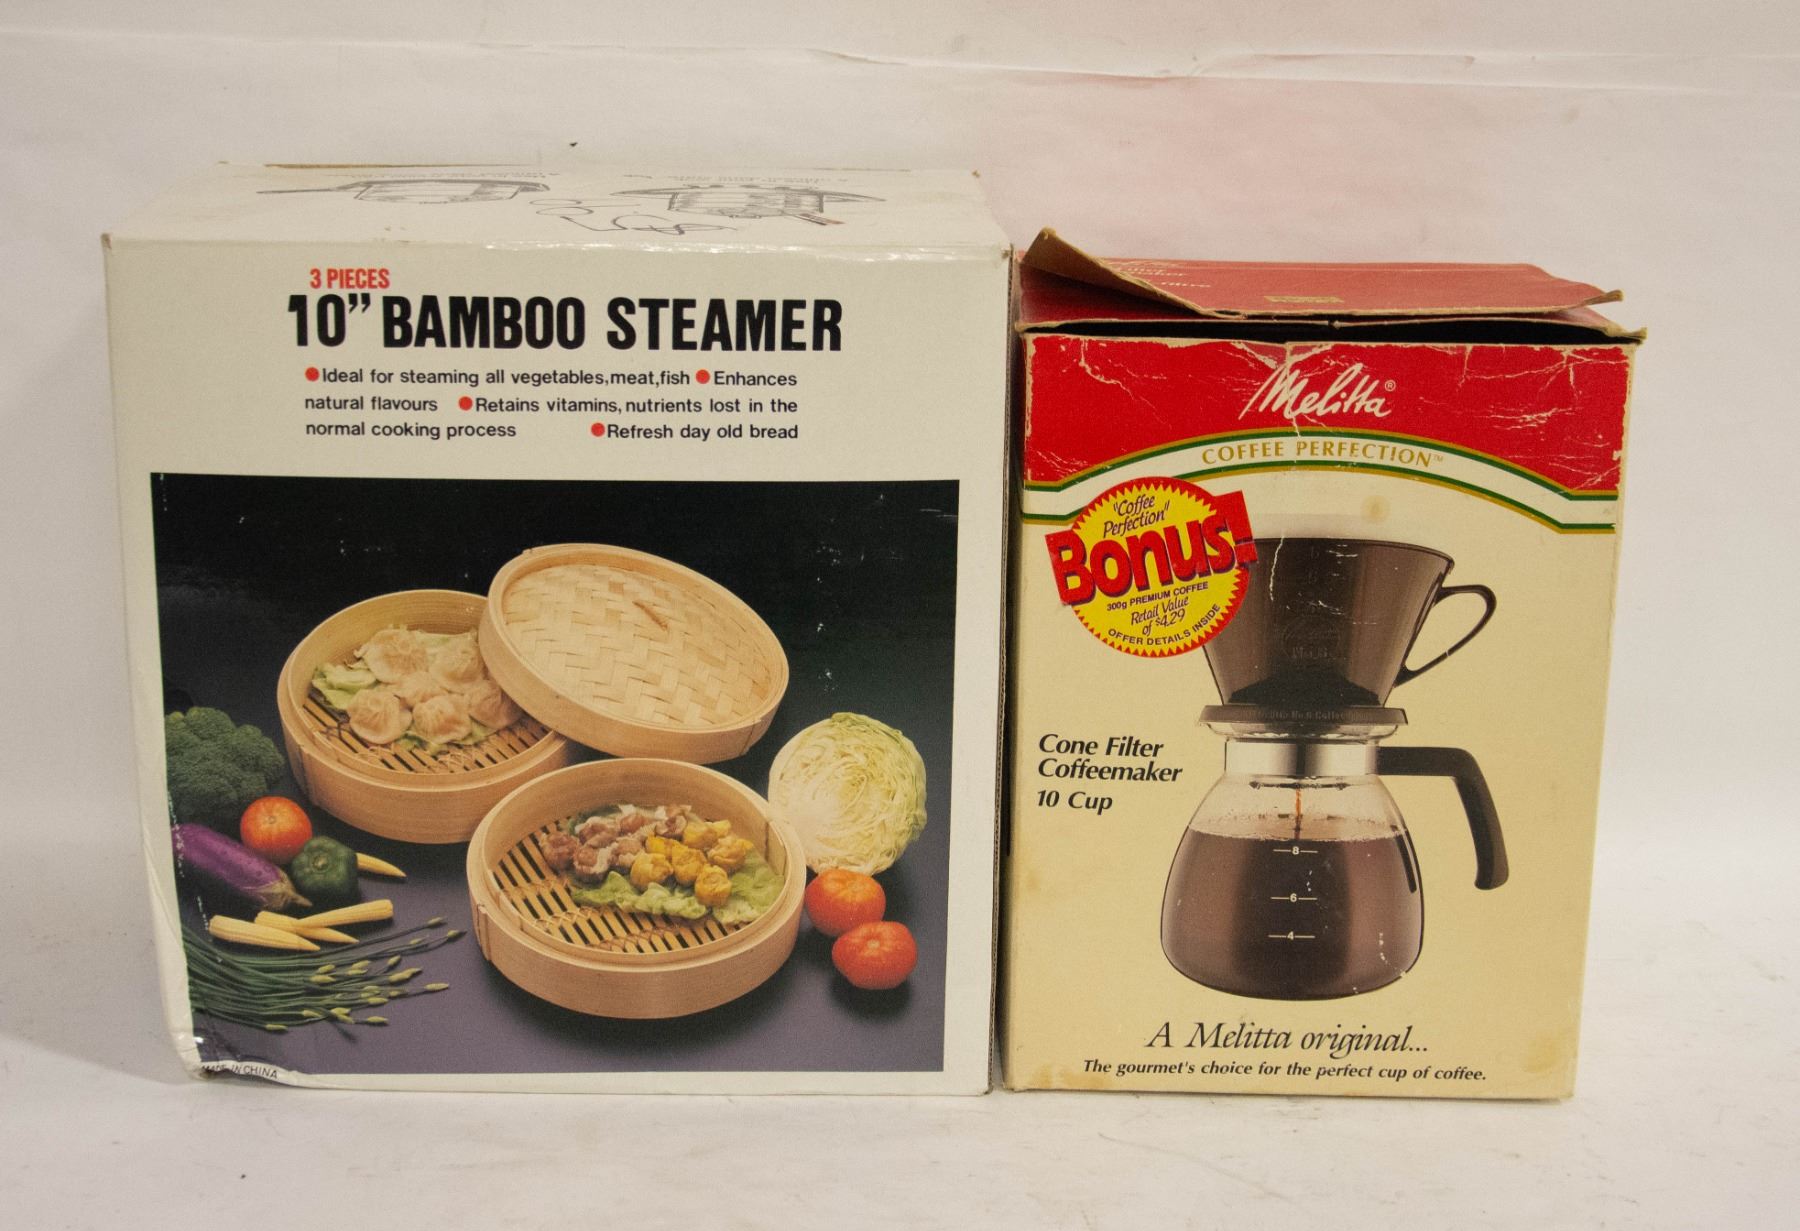 3 PIECES
10" BAMBOO STEAMER
● Ideal for steaming all vegetables, meat, fish ● Enhances
natural flavours ● Retains vitamins, nutrients lost in the
normal cooking process ● Refresh day old bread
MADE IN CHINA
Melitta®
COFFEE PERFECTION™
"Coffee
Perfection"
Bonus!
300g PREMIUM COFFEE
Retail Value
of $4.29
OFFER DETAILS INSIDE
Cone Filter
Coffeemaker
10 Cup
8
6
4
A Melitta original...
The gourmet's choice for the perfect cup of coffee.